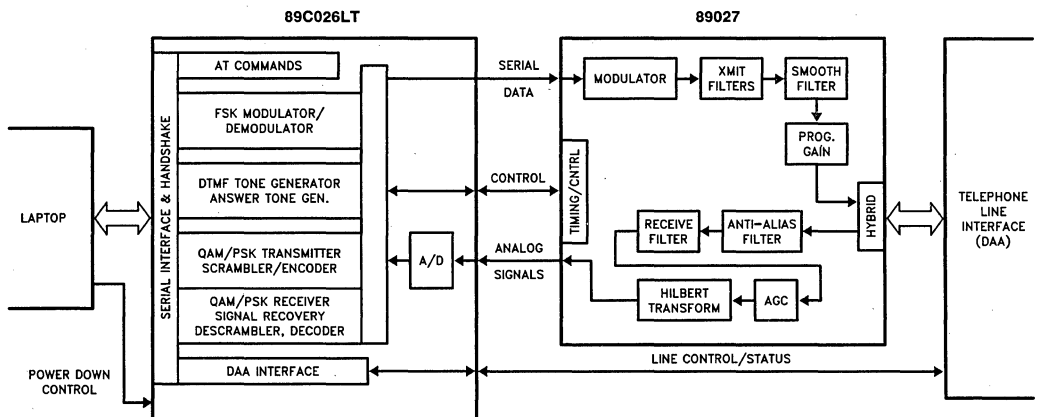 89C026LT
89027
AT COMMANDS
FSK MODULATOR/
DEMODULATOR
DTMF TONE GENERATOR
ANSWER TONE GEN.
QAM/PSK TRANSMITTER
SCRAMBLER/ENCODER
QAM/PSK RECEIVER
SIGNAL RECOVERY
DESCRAMBLER, DECODER
DAA INTERFACE
SERIAL INTERFACE & HANDSHAKE
LAPTOP
POWER DOWN
CONTROL
A/D
SERIAL
DATA
CONTROL
ANALOG
SIGNALS
TIMING/CNTRL
MODULATOR
XMIT
FILTERS
SMOOTH
FILTER
PROG.
GAIN
HYBRID
RECEIVE
FILTER
ANTI-ALIAS
FILTER
HILBERT
TRANSFORM
AGC
LINE CONTROL/STATUS
TELEPHONE
LINE
INTERFACE
(DAA)